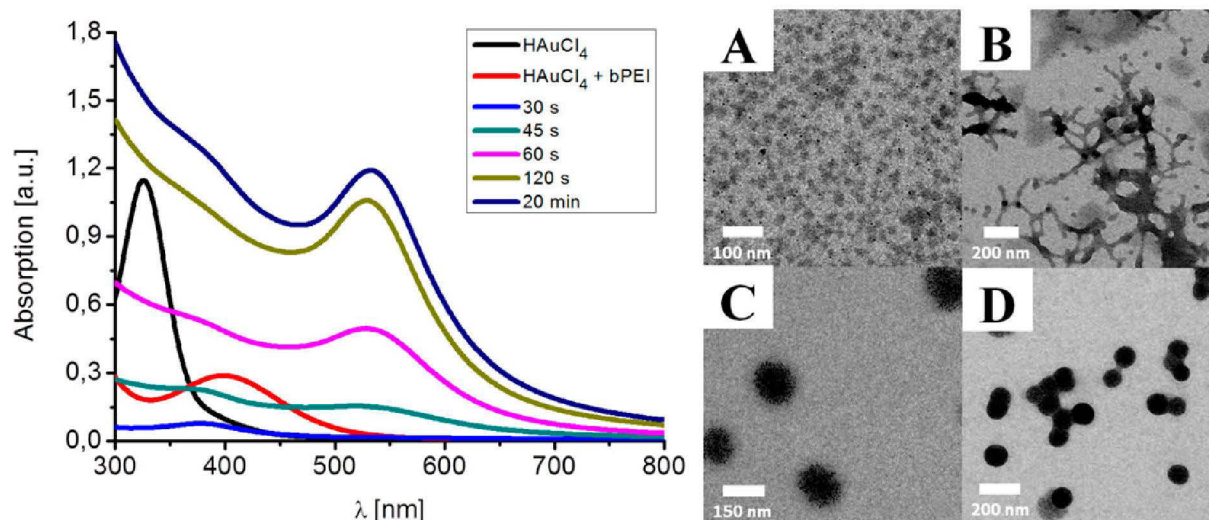 1,8
1,5
1,2
0,9
0,6
0,3
0,0
Absorption [a.u.]
300 400 500 600 700 800
λ [nm]
HAuCl₄
HAuCl₄ + bPEI
30 s
45 s
60 s
120 s
20 min
A
100 nm
B
200 nm
C
150 nm
D
200 nm